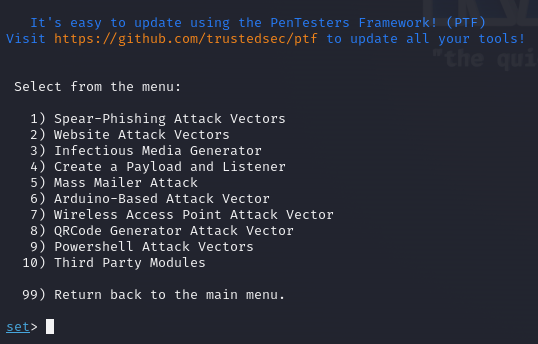 It's easy to update using the PenTesters Framework! (PTF)
Visit https://github.com/trustedsec/ptf to update all your tools!
"the qui
Select from the menu:
1) Spear-Phishing Attack Vectors
2) Website Attack Vectors
3) Infectious Media Generator
4) Create a Payload and Listener
5) Mass Mailer Attack
6) Arduino-Based Attack Vector
7) Wireless Access Point Attack Vector
8) QRCode Generator Attack Vector
9) Powershell Attack Vectors
10) Third Party Modules
99) Return back to the main menu.
set>